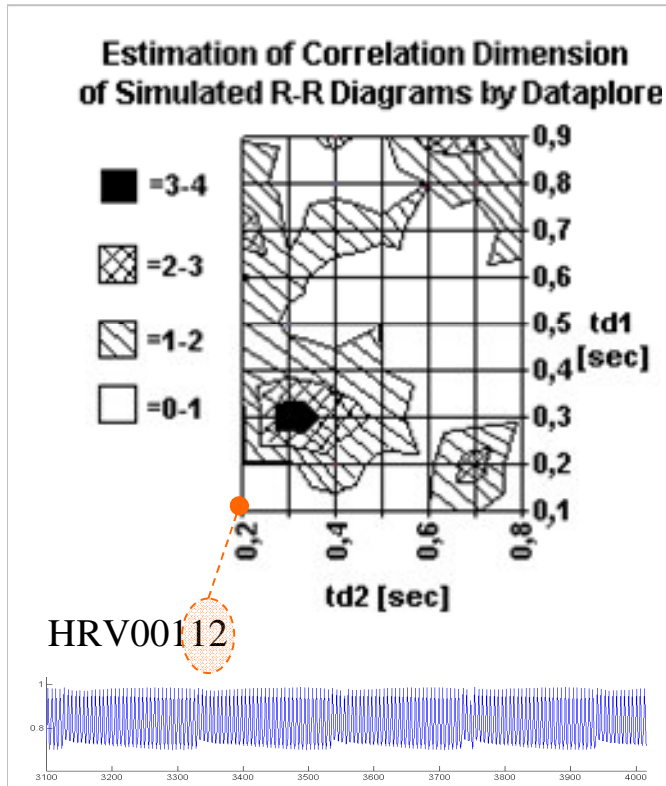 Estimation of Correlation Dimension
of Simulated R-R Diagrams by Dataplore
=3-4
=2-3
=1-2
=0-1
0,9
0,8
0,7
0,6
0,5
0,4
0,3
0,2
0,1
td1
[sec]
0,2
0,4
0,6
0,8
td2 [sec]
HRV00112
1
0.8
3100 3200 3300 3400 3500 3600 3700 3800 3900 4000